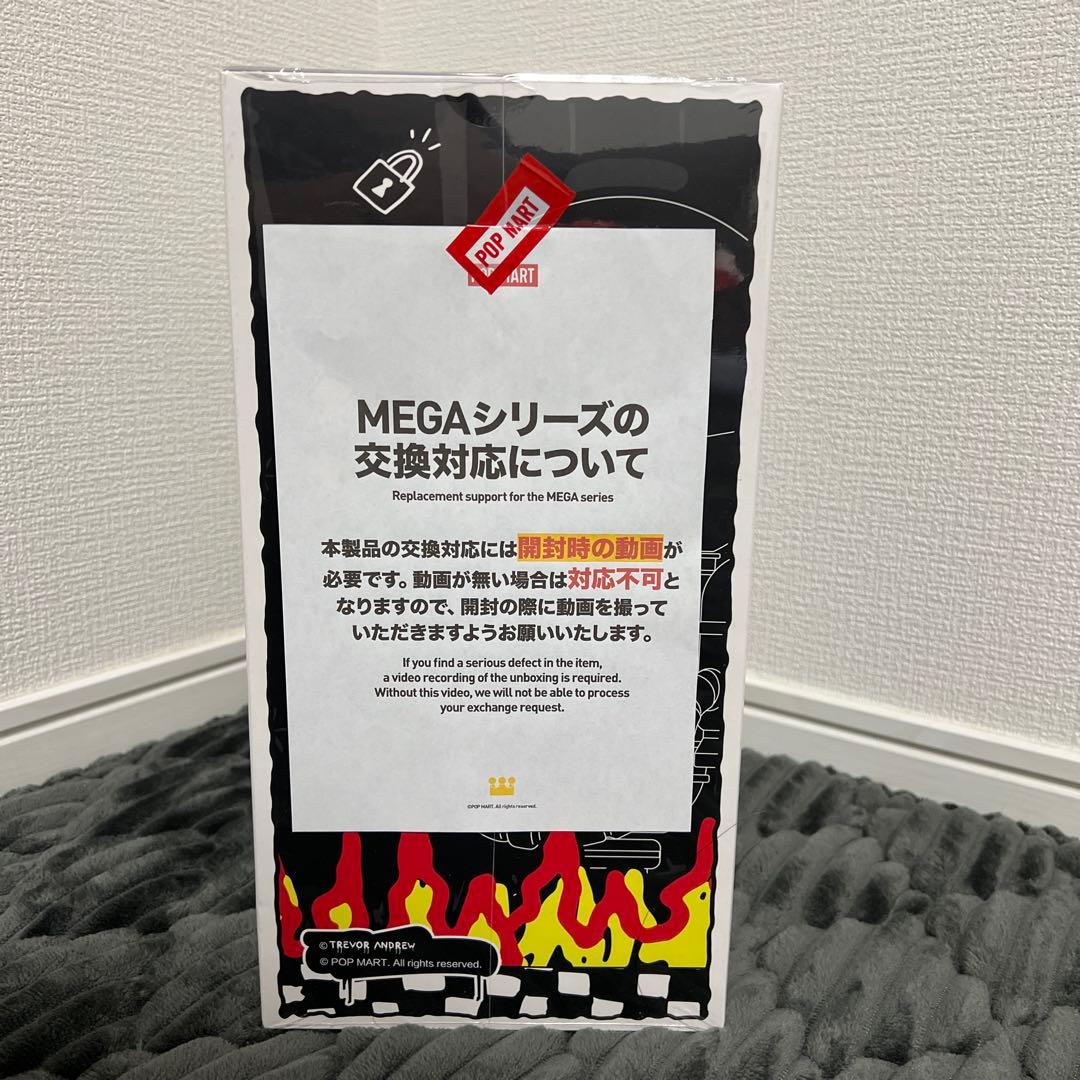 POP MART
POP MART
MEGAシリーズの
交換対応について
Replacement support for the MEGA series
本製品の交換対応には開封時の動画が
必要です。動画が無い場合は対応不可と
なりますので、開封の際に動画を撮って
いただきますようお願いいたします。
If you find a serious defect in the item,
a video recording of the unboxing is required.
Without this video, we will not be able to process
your exchange request.
©POP MART. All rights reserved.
© TREVOR ANDREW
© POP MART. All rights reserved.